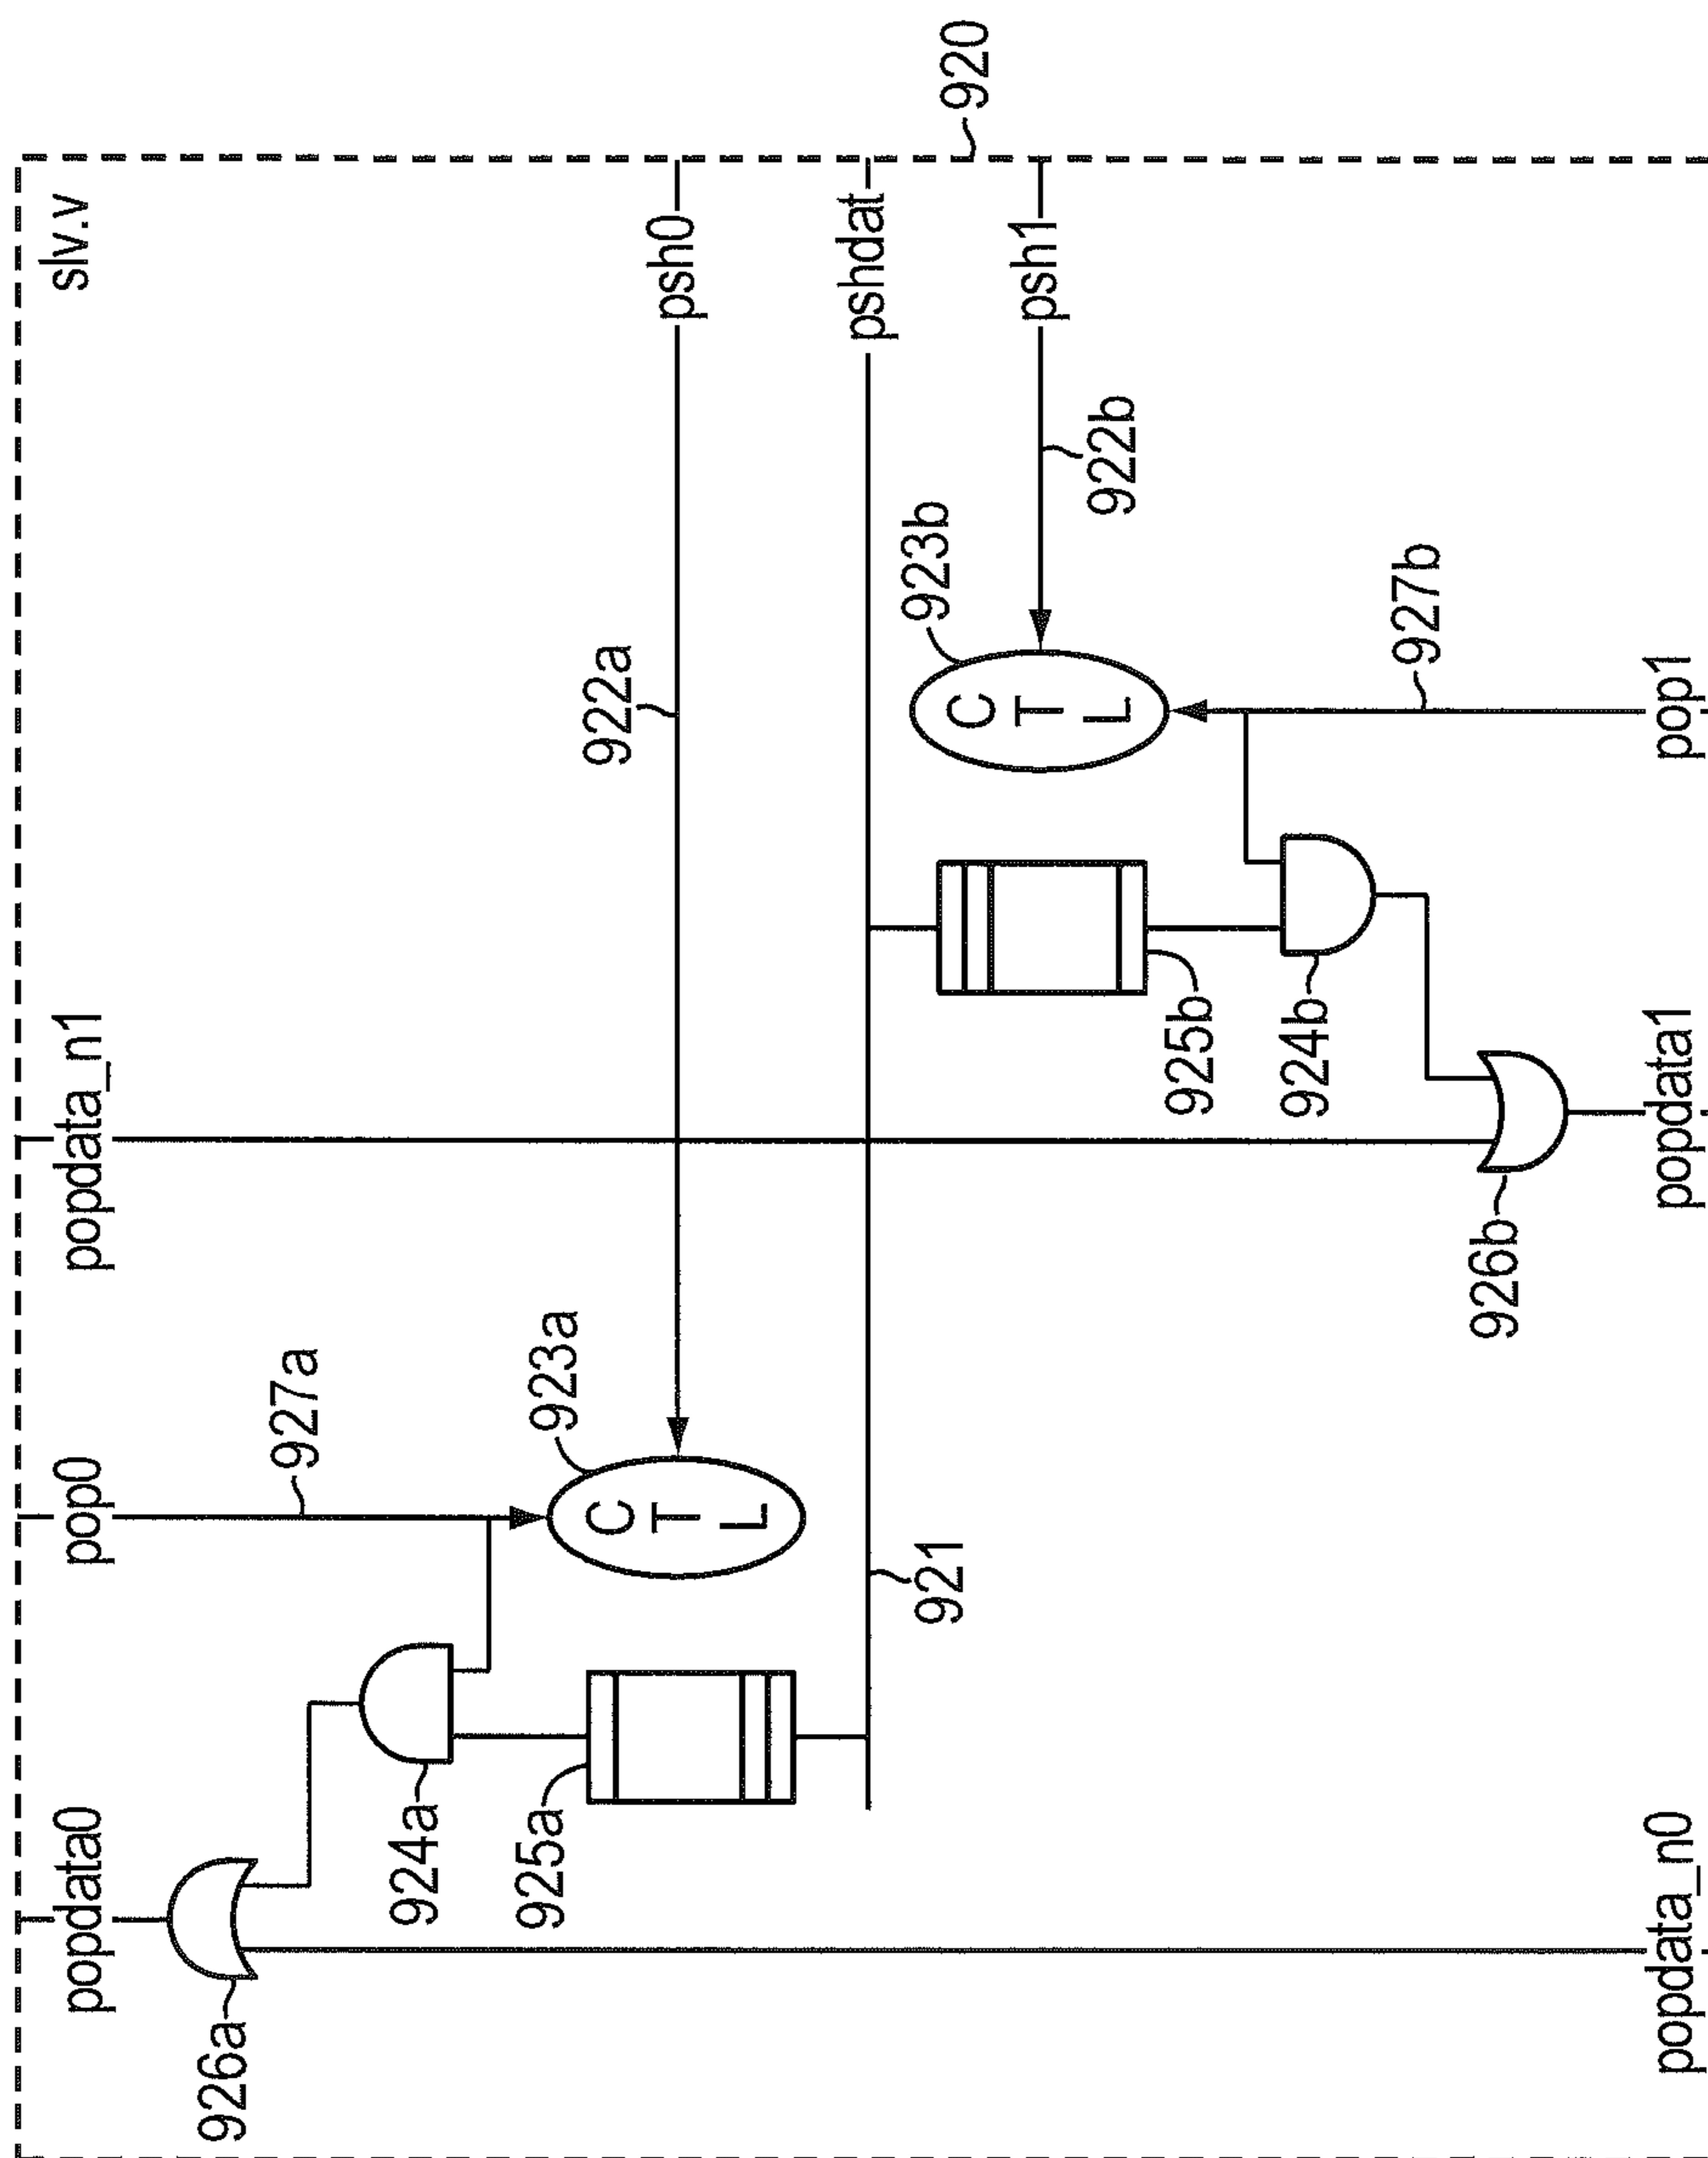 popdata0
pop0
popdata_n1
slv.v
926a
927a
924a
925a
923a
922a
C
T
L
psh0
pshdat
921
923b
920
C
T
L
psh1
922b
925b
924b
927b
926b
popdata_n0
popdata1
pop1